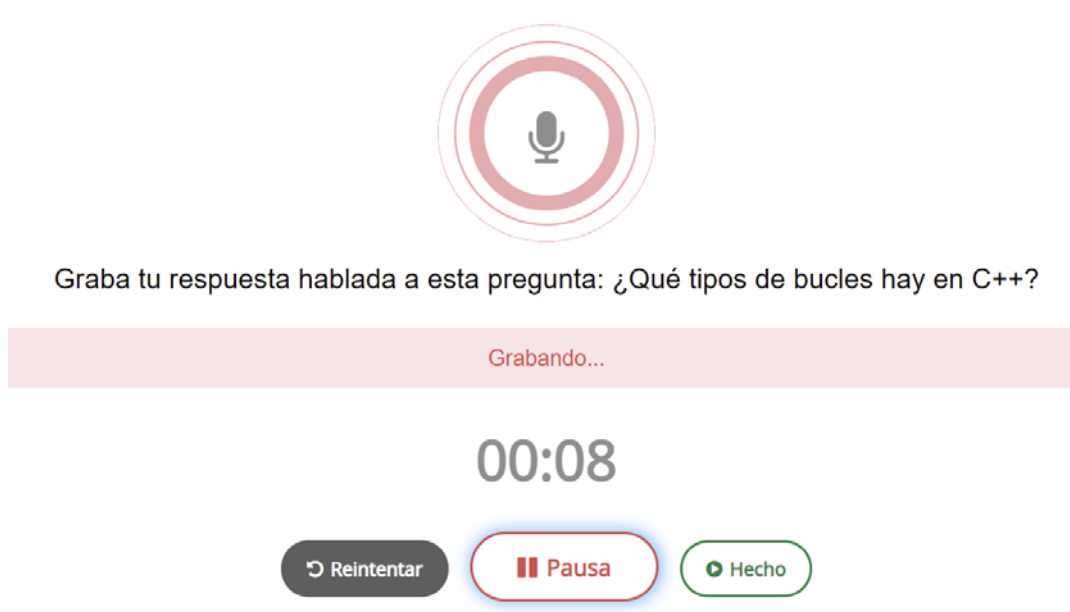 Graba tu respuesta hablada a esta pregunta: ¿Qué tipos de bucles hay en C++?
Grabando...
00:08
Reintentar Pausa Hecho